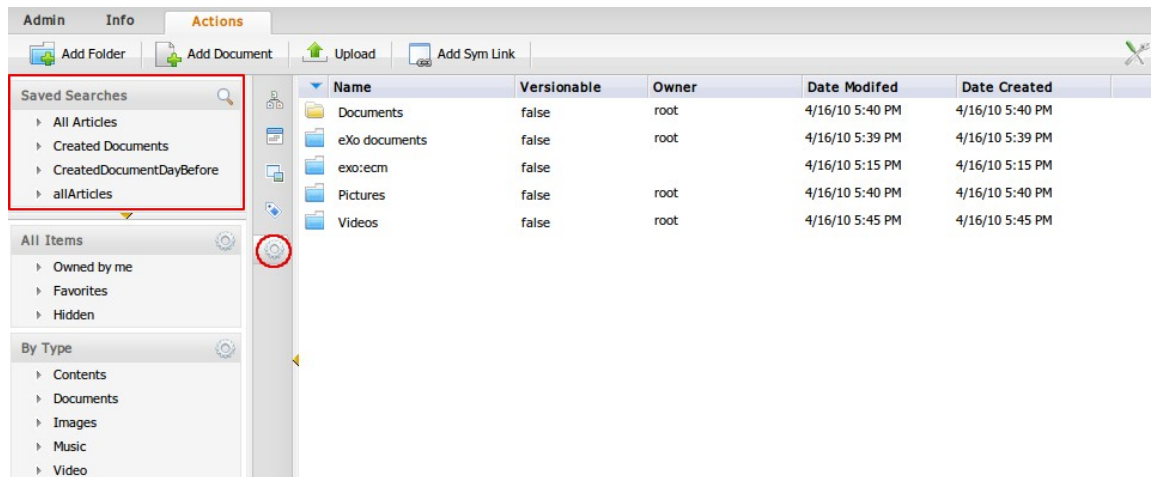 Admin Info Actions
Add Folder Add Document Upload Add Sym Link
Saved Searches
All Articles
Created Documents
CreatedDocumentDayBefore
allArticles
All Items
Owned by me
Favorites
Hidden
By Type
Contents
Documents
Images
Music
Video
Name Versionable Owner Date Modifed Date Created
Documents false root 4/16/10 5:40 PM 4/16/10 5:40 PM
eXo documents false root 4/16/10 5:39 PM 4/16/10 5:39 PM
exo:ecm false 4/16/10 5:15 PM 4/16/10 5:15 PM
Pictures false root 4/16/10 5:40 PM 4/16/10 5:40 PM
Videos false root 4/16/10 5:45 PM 4/16/10 5:45 PM